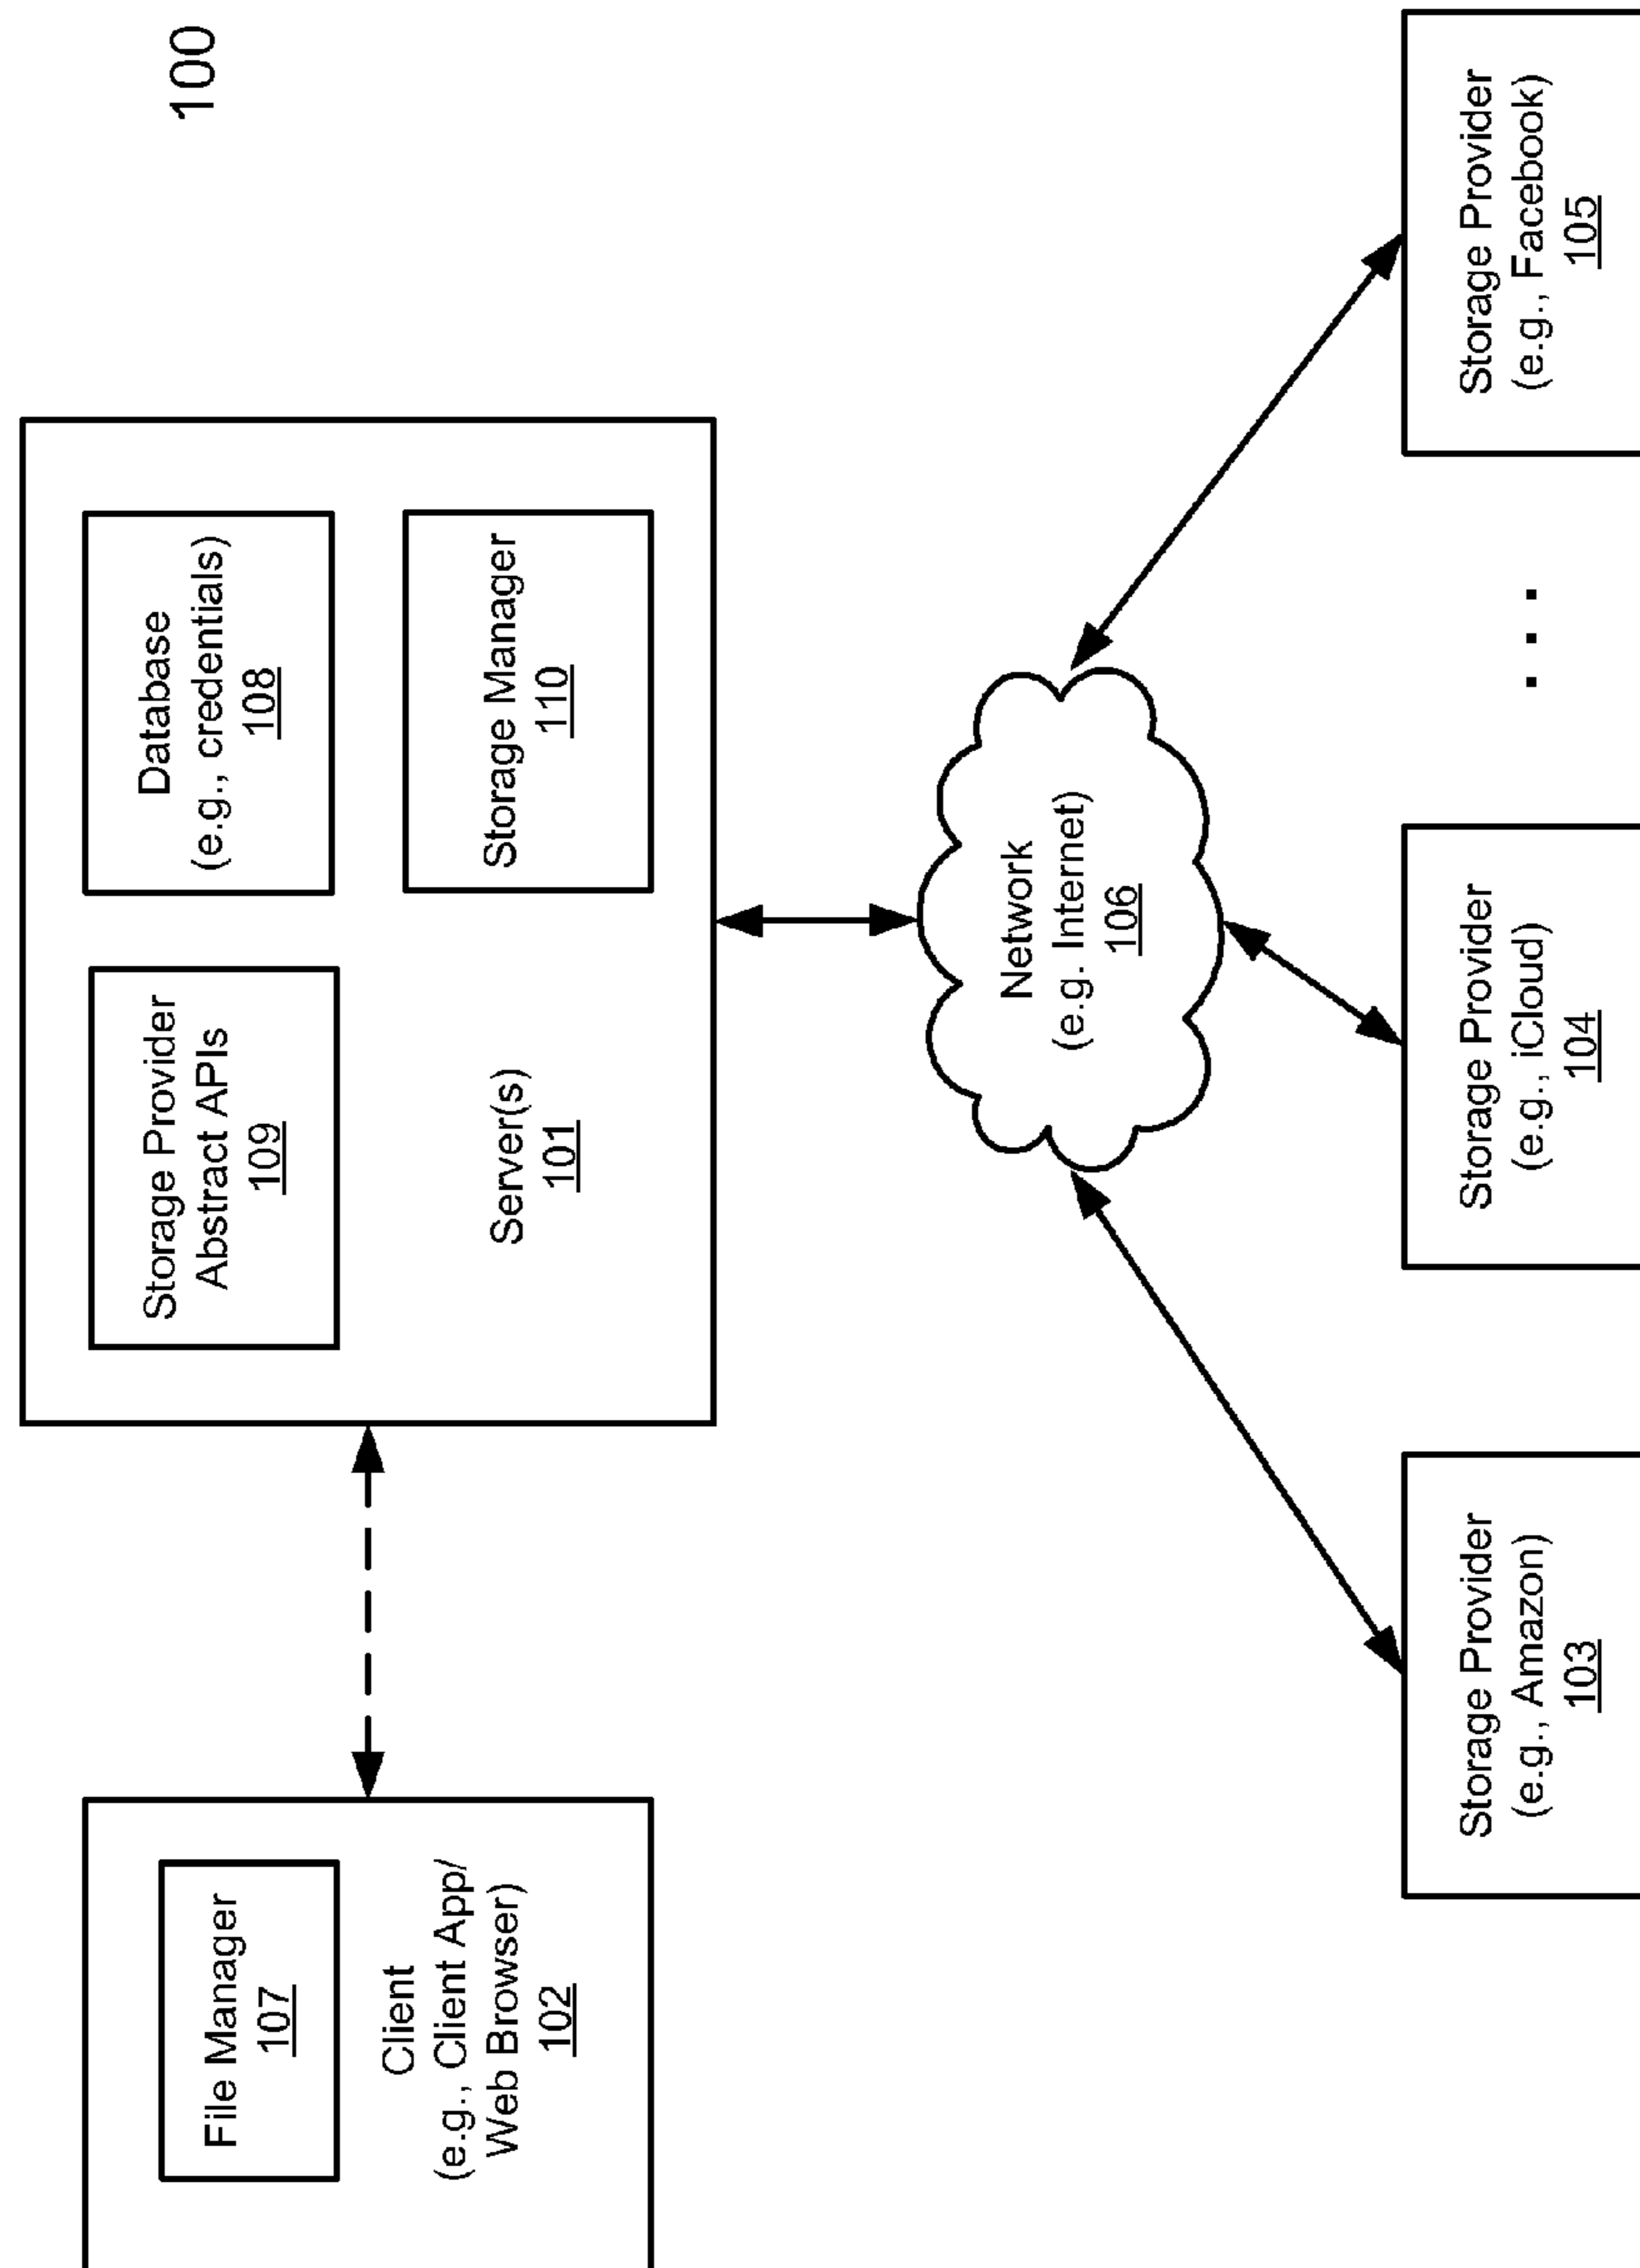 100
File Manager
107
Client
(e.g., Client App/
Web Browser)
102
Storage Provider
Abstract APIs
109
Database
(e.g., credentials)
108
Server(s)
101
Storage Manager
110
Network
(e.g. Internet)
106
Storage Provider
(e.g., Amazon)
103
Storage Provider
(e.g., iCloud)
104
. . .
Storage Provider
(e.g., Facebook)
105